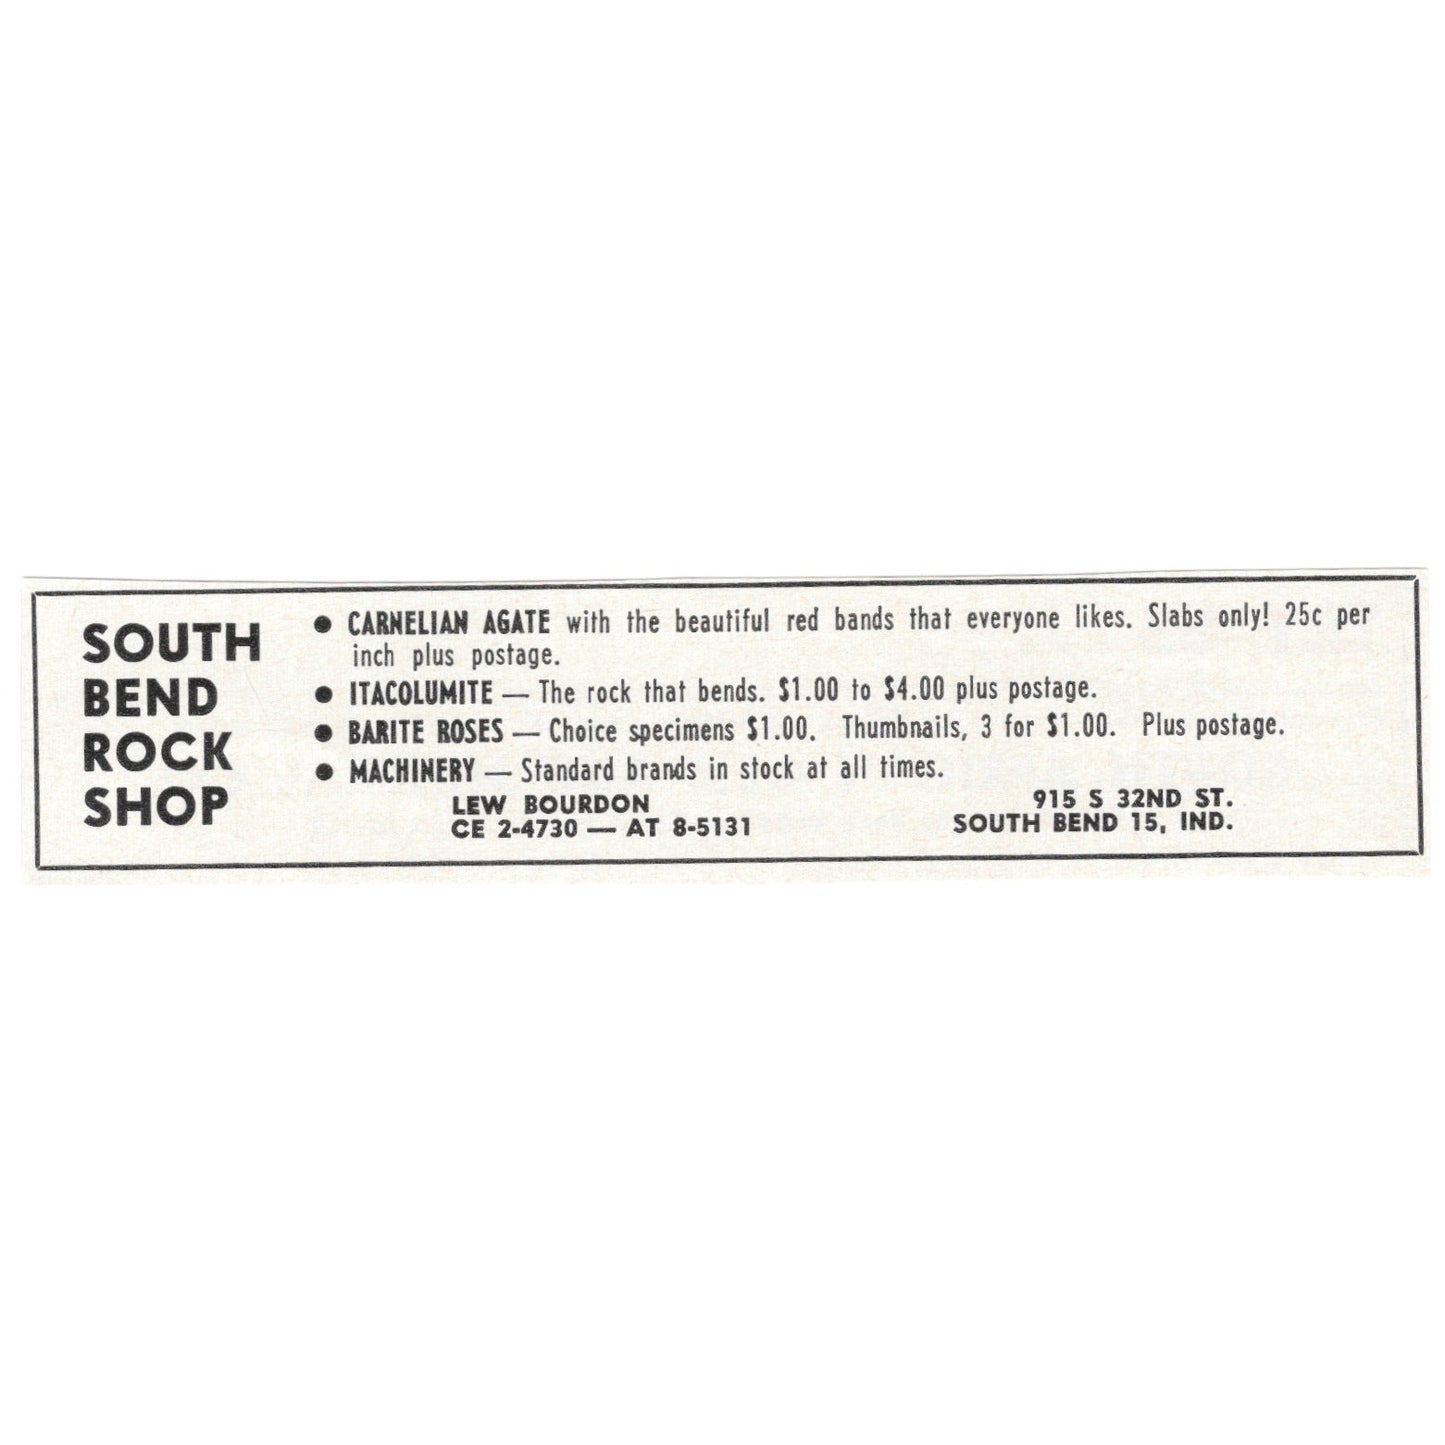 SOUTH
BEND
ROCK
SHOP
● CARNELIAN AGATE with the beautiful red bands that everyone likes. Slabs only! 25c per
inch plus postage.
● ITACOLUMITE — The rock that bends. $1.00 to $4.00 plus postage.
● BARITE ROSES — Choice specimens $1.00. Thumbnails, 3 for $1.00. Plus postage.
● MACHINERY — Standard brands in stock at all times.
LEW BOURDON
CE 2-4730 — AT 8-5131
915 S 32ND ST.
SOUTH BEND 15, IND.